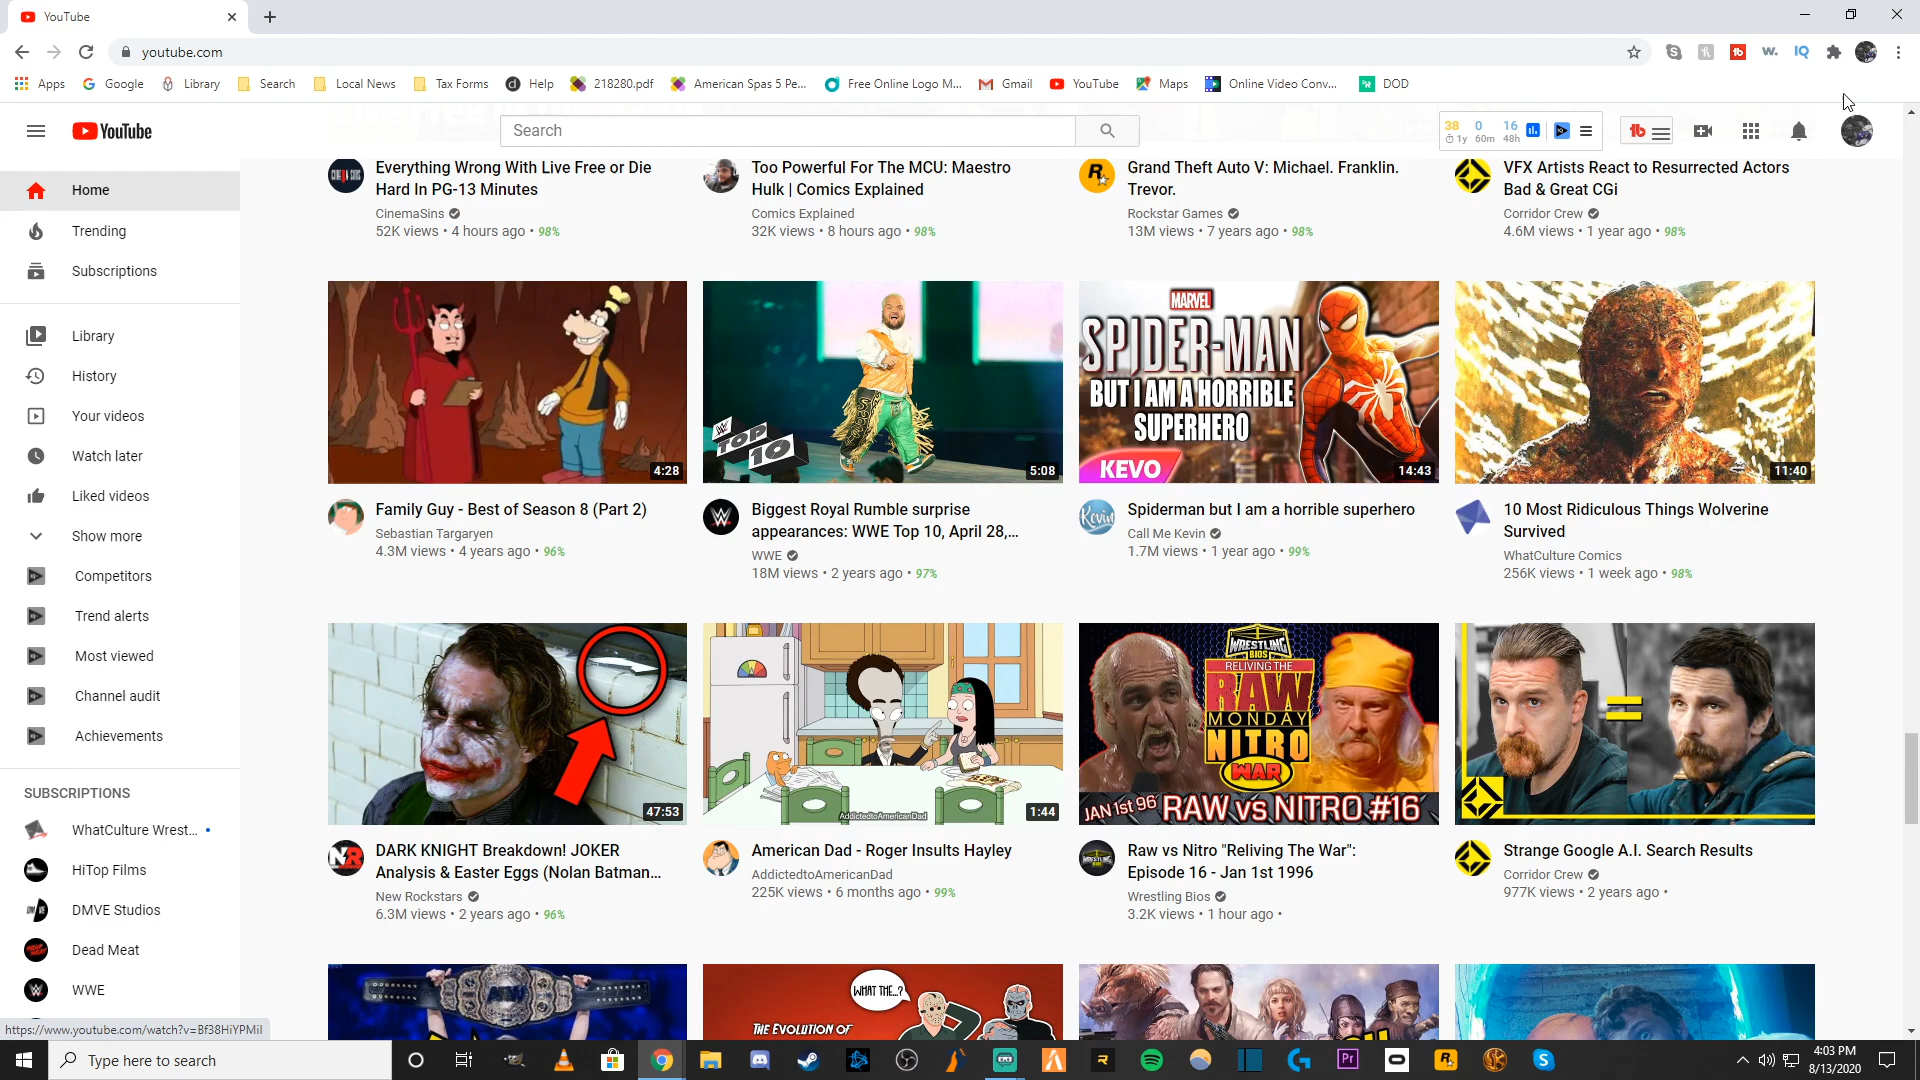 YouTube
youtube.com
Apps
Google
Library
Search
Local News
Tax Forms
Help
218280.pdf
American Spas 5 Pe...
Free Online Logo M...
Gmail
YouTube
Maps
Online Video Conv...
DOD
YouTube
Search
38 0 16
1y 60m 48h
Home
Trending
Subscriptions
Library
History
Your videos
Watch later
Liked videos
Show more
Competitors
Trend alerts
Most viewed
Channel audit
Achievements
SUBSCRIPTIONS
WhatCulture Wrest...
HiTop Films
DMVE Studios
Dead Meat
WWE
Everything Wrong With Live Free or Die
Hard In PG-13 Minutes
CinemaSins
52K views • 4 hours ago • 98%
Too Powerful For The MCU: Maestro
Hulk | Comics Explained
Comics Explained
32K views • 8 hours ago • 98%
Grand Theft Auto V: Michael. Franklin.
Trevor.
Rockstar Games
13M views • 7 years ago • 98%
VFX Artists React to Resurrected Actors
Bad & Great CGi
Corridor Crew
4.6M views • 1 year ago • 98%
4:28
Family Guy - Best of Season 8 (Part 2)
Sebastian Targaryen
4.3M views • 4 years ago • 96%
TOP
10
5:08
Biggest Royal Rumble surprise
appearances: WWE Top 10, April 28,...
WWE
18M views • 2 years ago • 97%
MARVEL
SPIDER-MAN
BUT I AM A HORRIBLE
SUPERHERO
KEVO
14:43
Kevin
Spiderman but I am a horrible superhero
Call Me Kevin
1.7M views • 1 year ago • 99%
11:40
10 Most Ridiculous Things Wolverine
Survived
WhatCulture Comics
256K views • 1 week ago • 98%
47:53
DARK KNIGHT Breakdown! JOKER
Analysis & Easter Eggs (Nolan Batman...
New Rockstars
6.3M views • 2 years ago • 96%
AddictedtoAmericanDad
1:44
American Dad - Roger Insults Hayley
AddictedtoAmericanDad
225K views • 6 months ago • 99%
WRESTLING
BIOS
RELIVING THE
RAW
MONDAY
NITRO
WAR
JAN 1st 96 RAW vs NITRO #16
Raw vs Nitro "Reliving The War":
Episode 16 - Jan 1st 1996
Wrestling Bios
3.2K views • 1 hour ago •
Strange Google A.I. Search Results
Corridor Crew
977K views • 2 years ago •
WHAT THE...?
THE EVOLUTION OF
https://www.youtube.com/watch?v=Bf38HiYPMiI
Type here to search
4:03 PM
8/13/2020